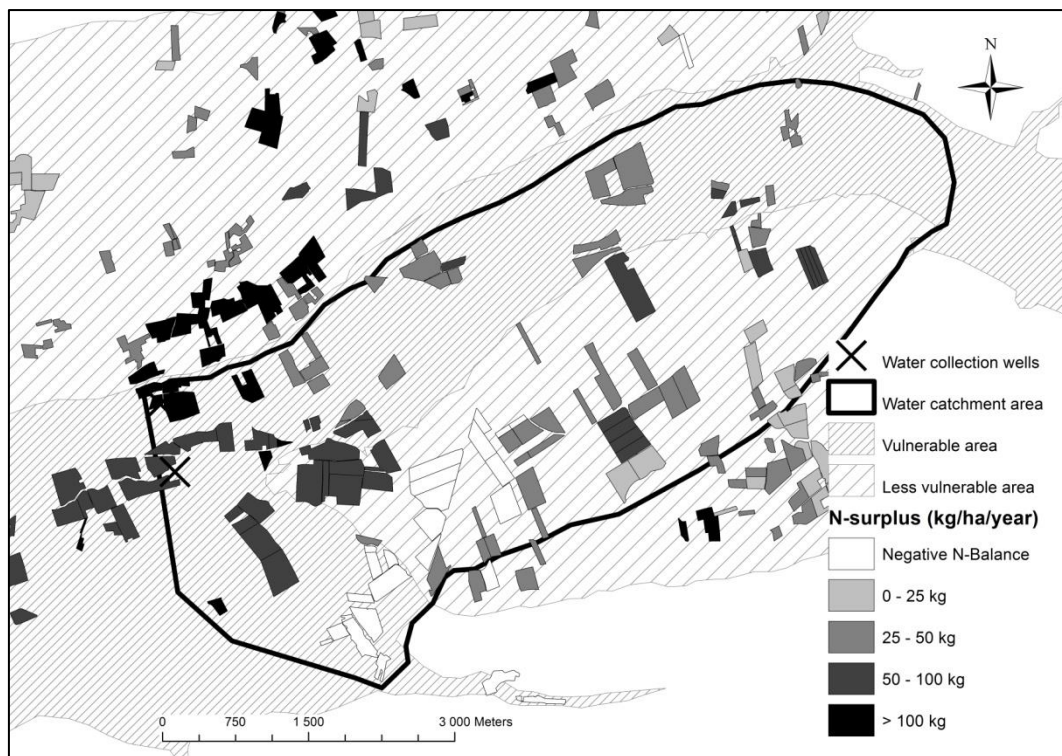 N
Water collection wells
Water catchment area
Vulnerable area
Less vulnerable area
N-surplus (kg/ha/year)
Negative N-Balance
0 - 25 kg
25 - 50 kg
50 - 100 kg
> 100 kg
0 750 1 500 3 000 Meters